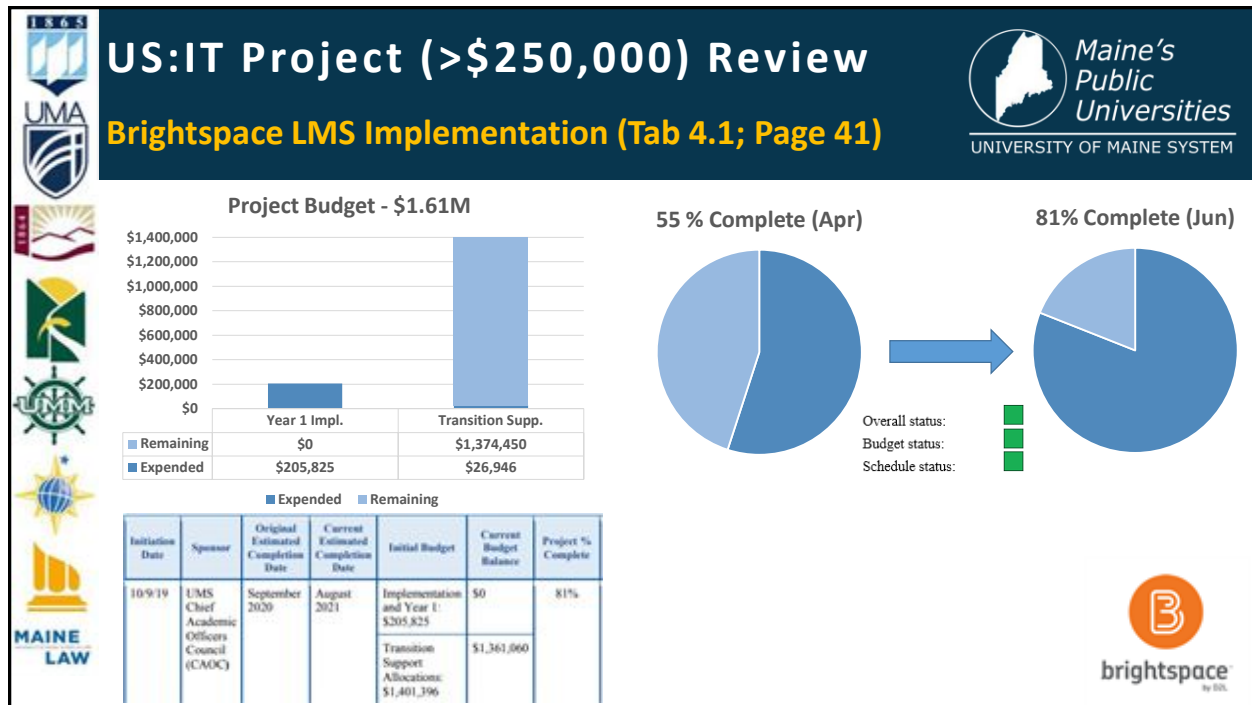 1865
US:IT Project (>$250,000) Review
Brightspace LMS Implementation (Tab 4.1; Page 41)
Maine's
Public
Universities
UNIVERSITY OF MAINE SYSTEM
UMA
1864
UMM
MAINE
LAW
Project Budget - $1.61M
$1,400,000
$1,200,000
$1,000,000
$800,000
$600,000
$400,000
$200,000
$0
Year 1 Impl. Transition Supp.
Remaining $0 $1,374,450
Expended $205,825 $26,946
Expended Remaining
55 % Complete (Apr)
81% Complete (Jun)
Overall status:
Budget status:
Schedule status:
Initiation
Date
Sponsor
Original
Estimated
Completion
Date
Current
Estimated
Completion
Date
Initial Budget
Current
Budget
Balance
Project %
Complete
10/9/19
UMS
Chief
Academic
Officers
Council
(CAOC)
September
2020
August
2021
Implementation
and Year 1:
$205,825
$0
81%
Transition
Support
Allocations:
$1,401,396
$1,361,060
B
brightspace
by D2L